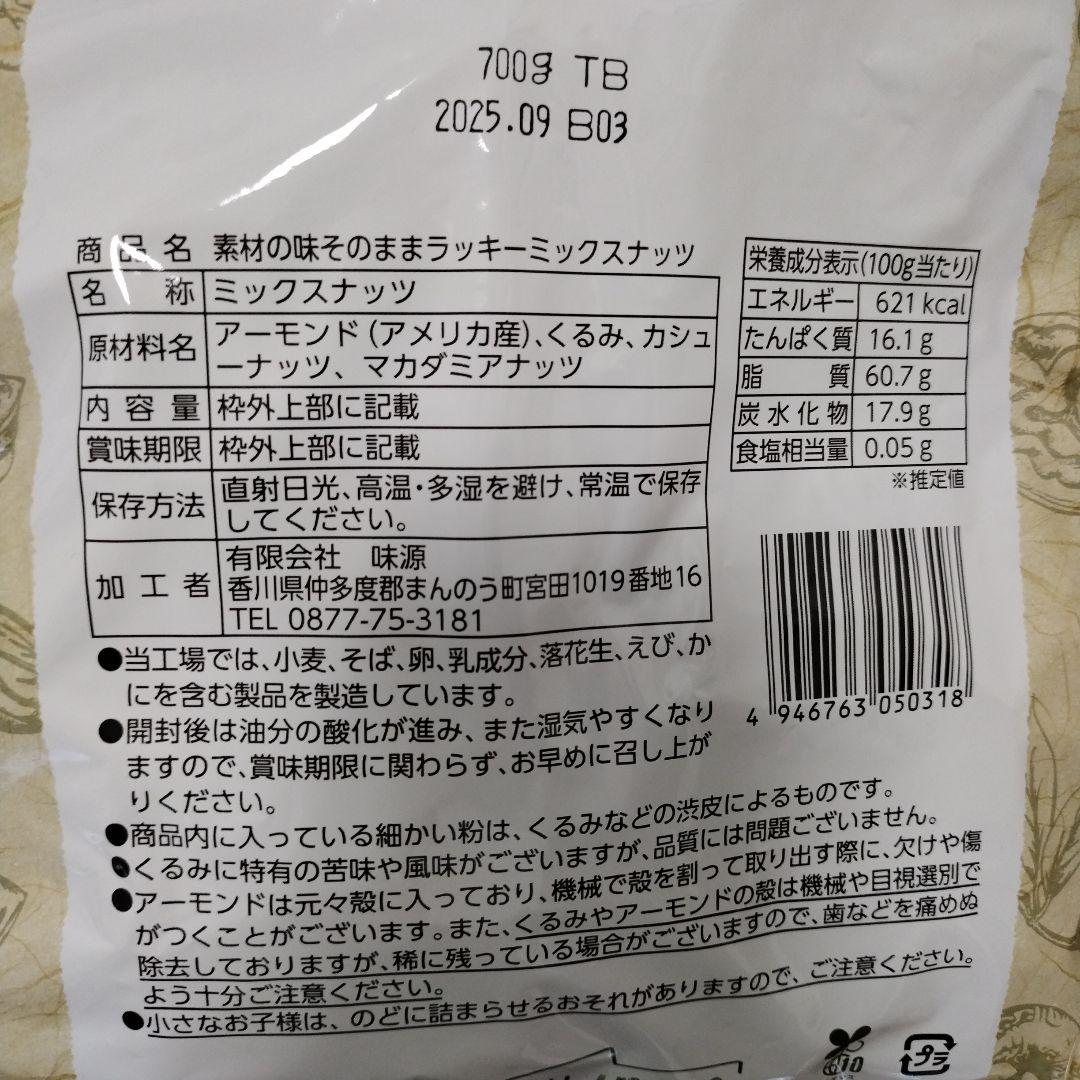 700g TB
2025.09 B03
商品名 素材の味そのままラッキーミックスナッツ
名称 ミックスナッツ
原材料名 アーモンド(アメリカ産)、くるみ、カシュ
ーナッツ、マカダミアナッツ
内容量 枠外上部に記載
賞味期限 枠外上部に記載
保存方法 直射日光、高温・多湿を避け、常温で保存
してください。
加工者 有限会社 味源
香川県仲多度郡まんのう町宮田1019番地16
TEL 0877-75-3181
栄養成分表示(100g当たり)
エネルギー 621 kcal
たんぱく質 16.1g
脂質 60.7g
炭水化物 17.9g
食塩相当量 0.05g
※推定値
4 946763 050318
●当工場では、小麦、そば、卵、乳成分、落花生、えび、か
にを含む製品を製造しています。
●開封後は油分の酸化が進み、また湿気やすくなり
ますので、賞味期限に関わらず、お早めに召し上が
りください。
●商品内に入っている細かい粉は、くるみなどの渋皮によるものです。
●くるみに特有の苦味や風味がございますが、品質には問題ございません。
●アーモンドは元々殻に入っており、機械で殻を割って取り出す際に、欠けや傷
がつくことがございます。また、くるみやアーモンドの殻は機械や目視選別で
除去しておりますが、稀に残っている場合がございますので、歯などを痛めぬ
よう十分ご注意ください。
●小さなお子様は、のどに詰まらせるおそれがありますので、ご注意ください。
プラ